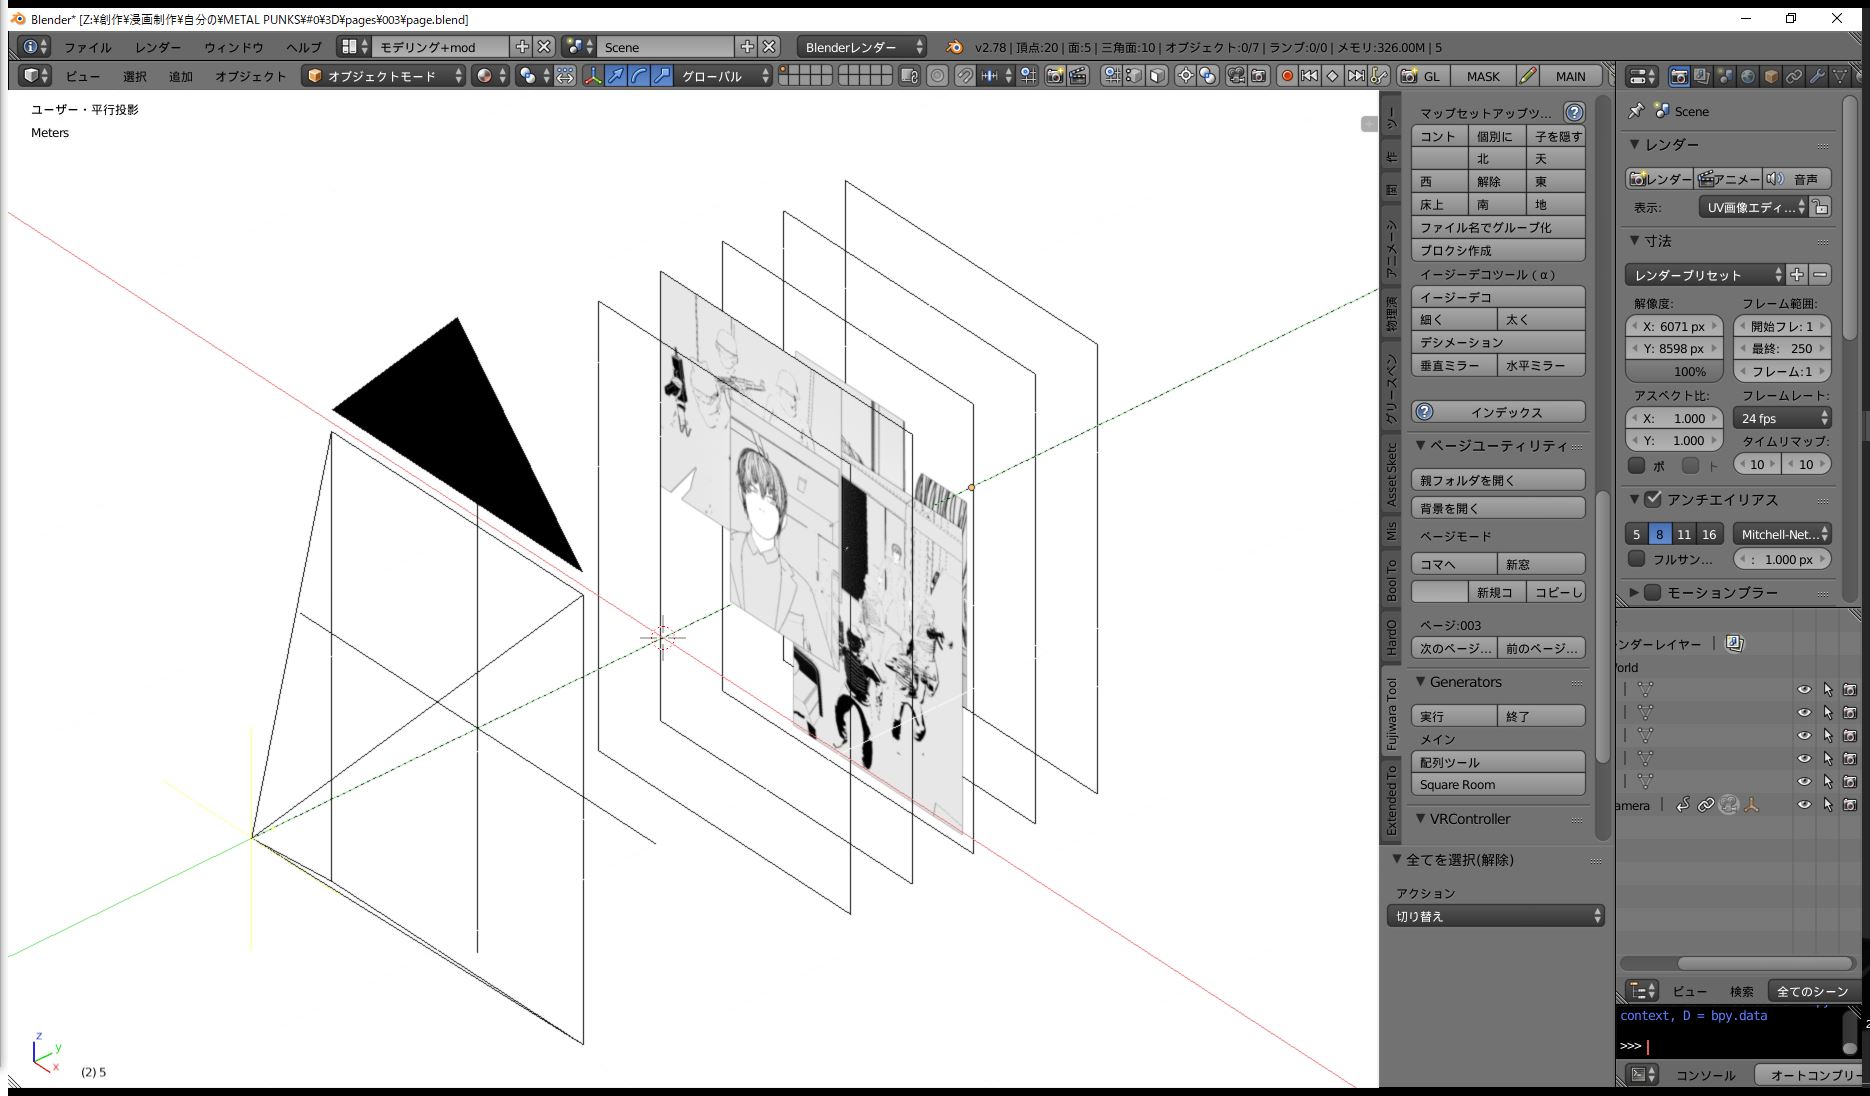 Blender* [Z:¥創作¥漫画制作¥自分の¥METAL PUNKS¥#0¥3D¥pages¥003¥page.blend]
ファイル レンダー ウィンドウ ヘルプ モデリング+mod Scene Blenderレンダー v2.78 | 頂点:20 | 面:5 | 三角面:10 | オブジェクト:0/7 | ランプ:0/0 | メモリ:326.00M | 5
ビュー 選択 追加 オブジェクト オブジェクトモード グローバル GL MASK MAIN
ユーザー・平行投影
Meters
z
y
x
(2) 5
ツー
作
アニメーシ
物理演
グリースペン
Asset Sketc
Mis
Bool To
HardO
Fujiwara Tool
Extended To
マップセットアップツ...
コント 個別に 子を隠す
北 天
西 解除 東
床上 南 地
ファイル名でグループ化
プロクシ作成
イージーデコツール（α）
イージーデコ
細く 太く
デシメーション
垂直ミラー 水平ミラー
インデックス
ページユーティリティ
親フォルダを開く
背景を開く
ページモード
コマへ 新窓
新規コ コピーし
ページ:003
次のページ... 前のページ...
Generators
実行 終了
メイン
配列ツール
Square Room
VRController
全てを選択(解除)
アクション
切り替え
Scene
レンダー
レンダー アニメー 音声
表示: UV画像エディ...
寸法
レンダープリセット
解像度: フレーム範囲:
X: 6071 px 開始フレ: 1
Y: 8598 px 最終: 250
100% フレーム:1
アスペクト比: フレームレート:
X: 1.000 24 fps
Y: 1.000 タイムリマップ:
ボ ト 10 10
アンチエイリアス
5 8 11 16 Mitchell-Net...
フルサン... : 1.000 px
モーションブラー
ンダーレイヤー
orld
amera
ビュー 検索 全てのシーン
context, D = bpy.data
>>>
コンソール オートコンプリー